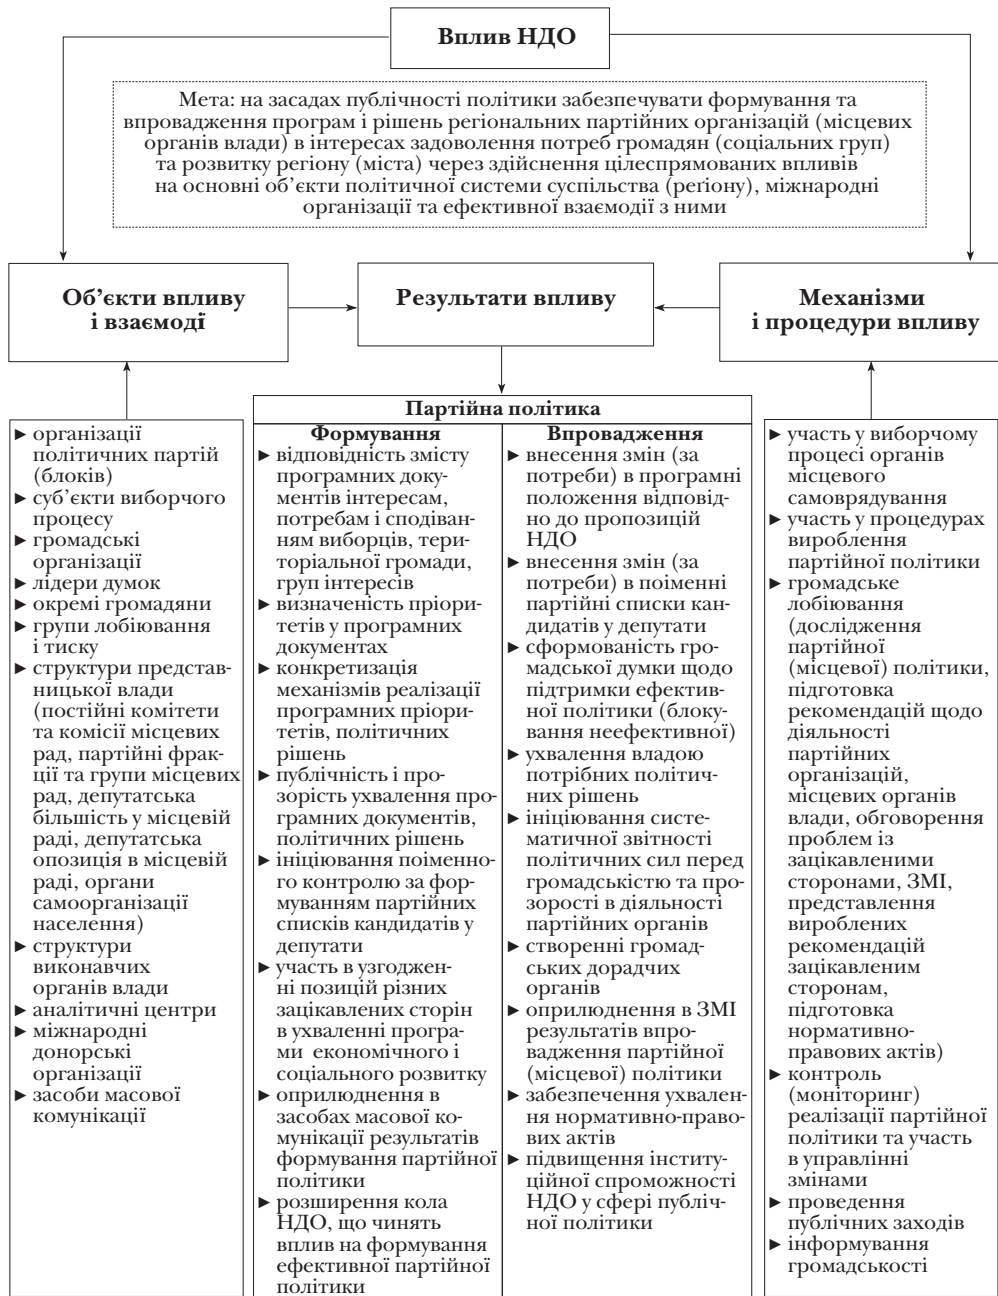 Вплив НДО
Мета: на засадах публічності політики забезпечувати формування та
впровадження програм і рішень регіональних партійних організацій (місцевих
органів влади) в інтересах задоволення потреб громадян (соціальних груп)
та розвитку регіону (міста) через здійснення цілеспрямованих впливів
на основні об’єкти політичної системи суспільства (реґіону), міжнародні
організації та ефективної взаємодії з ними
Об’єкти впливу
і взаємодї
Результати впливу
Механізми
і процедури впливу
► організації
політичних партій
(блоків)
► суб’єкти виборчого
процесу
► громадські
організації
► лідери думок
► окремі громадяни
► групи лобіювання
і тиску
► структури представ-
ницької влади
(постійні комітети
та комісії місцевих
рад, партійні фрак-
ції та групи місцевих
рад, депутатська
більшість у місцевій
раді, депутатська
опозиція в місцевій
раді, органи
самоорганізації
населення)
► структури
виконавчих
органів влади
► аналітичні центри
► міжнародні
донорські
організації
► засоби масової
комунікації
Партійна політика
Формування
► відповідність змісту
програмних доку-
ментів інтересам,
потребам і сподіван-
ням виборців, тери-
торіальної громади,
груп інтересів
► визначеність пріори-
тетів у програмних
документах
► конкретизація
механізмів реалізації
програмних пріори-
тетів, політичних
рішень
► публічність і про-
зорість ухвалення про-
грамних документів,
політичних рішень
► ініціювання поіменно-
го контролю за фор-
муванням партійних
списків кандидатів у
депутати
► участь в узгоджен-
ні позицій різних
зацікавлених сторін
в ухваленні програ-
ми економічного і
соціального розвитку
► оприлюднення в
засобах масової ко-
мунікації результатів
формування партійної
політики
► розширення кола
НДО, що чинять
вплив на формування
ефективної партійної
політики
Впровадження
► внесення змін (за
потреби) в програмні
положення відповід-
но до пропозицій
НДО
► внесення змін (за
потреби) в поіменні
партійні списки кан-
дидатів у депутати
► сформованість гро-
мадської думки щодо
підтримки ефектив-
ної політики (блоку-
вання неефективної)
► ухвалення владою
потрібних політич-
них рішень
► ініціювання систе-
матичної звітності
політичних сил перед
громадськістю та про-
зорості в діяльності
партійних органів
► створенні громад-
ських дорадчих
органів
► оприлюднення в ЗМІ
результатів впро-
вадження партійної
(місцевої) політики
► забезпечення ухвален-
ня нормативно-право-
вих актів
► підвищення інститу-
ційної спроможності
НДО у сфері публіч-
ної політики
► участь у виборчому
процесі органів
місцевого
самоврядування
► участь у процедурах
вироблення
партійної політики
► громадське
лобіювання
(дослідження
партійної
(місцевої) політики,
підготовка
рекомендацій щодо
діяльності
партійних
організацій,
місцевих органів
влади, обговорення
проблем із
зацікавленими
сторонами, ЗМІ,
представлення
вироблених
рекомендацій
зацікавленим
сторонам,
підготовка
нормативно-
правових актів)
► контроль
(моніторинг)
реалізації партійної
політики та участь
в управлінні
змінами
► проведення
публічних заходів
► інформування
громадськості